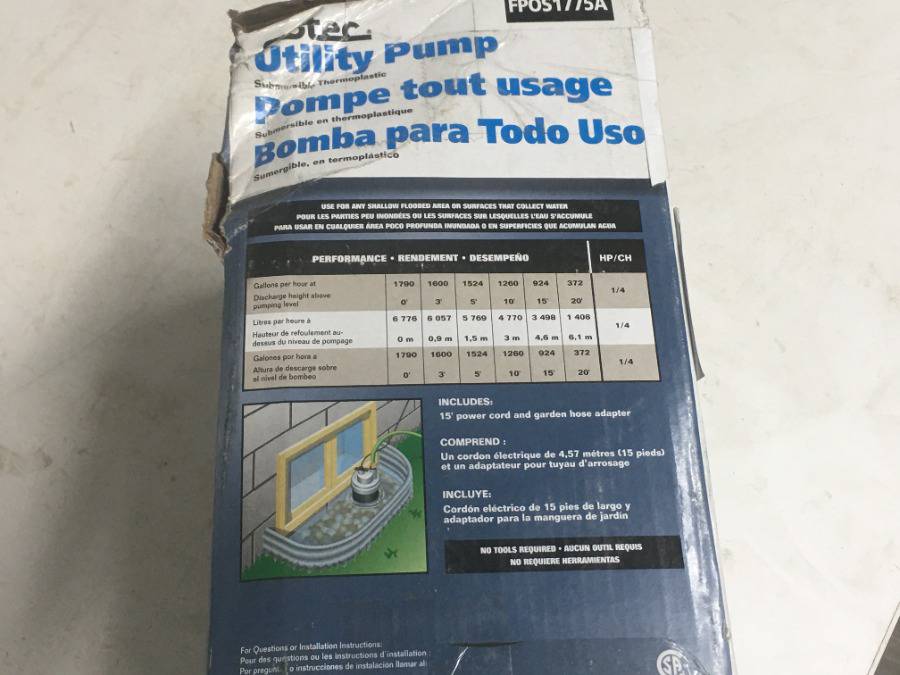 FPOS1775A
otec
Utility Pump
Submersible Thermoplastic
Pompe tout usage
Submersible en thermoplastique
Bomba para Todo Uso
Sumergible, en termoplástico
USE FOR ANY SHALLOW FLOODED AREA OR SURFACES THAT COLLECT WATER
POUR LES PARTIES PEU INONDÉES OU LES SURFACES SUR LESQUELLES L'EAU S'ACCUMULE
PARA USAR EN CUALQUIER ÁREA POCO PROFUNDA INUNDADA O EN SUPERFICIES QUE ACUMULAN AGUA
PERFORMANCE • RENDEMENT • DESEMPEÑO HP/CH
Gallons per hour at 1790 1600 1524 1260 924 372 1/4
Discharge height above
pumping level 0' 3' 5' 10' 15' 20'
Litres par heure à 6 776 6 057 5 769 4 770 3 498 1 408 1/4
Hauteur de refoulement au-
dessus du niveau de pompage 0 m 0,9 m 1,5 m 3 m 4,6 m 6,1 m
Galones por hora a 1790 1600 1524 1260 924 372 1/4
Altura de descarga sobre
el nivel de bombeo 0' 3' 5' 10' 15' 20'
INCLUDES:
15' power cord and garden hose adapter
COMPREND :
Un cordon électrique de 4,57 métres (15 pieds)
et un adaptateur pour tuyau d'arrosage
INCLUYE:
Cordón eléctrico de 15 pies de largo y
adaptador para la manguera de jardín
NO TOOLS REQUIRED • AUCUN OUTIL REQUIS
NO REQUIERE HERRAMIENTAS
For Questions or Installation Instructions:
Pour des questions ou les instructions d'installation :
Por pregunt o instrucciones de instalación llamar al:
SA